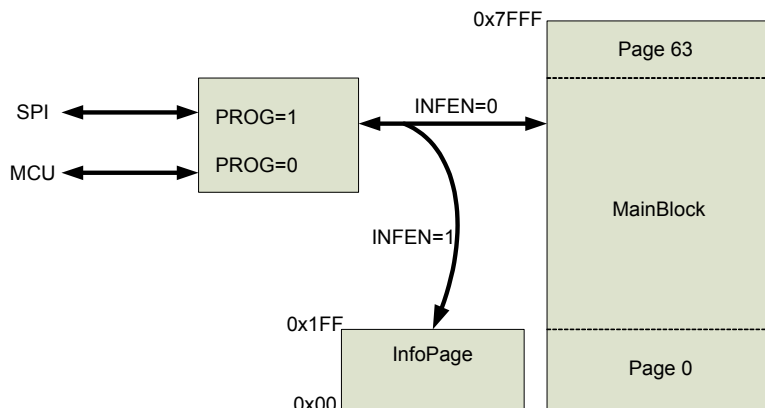 0x7FFF
Page 63
SPI
PROG=1
INFEN=0
MCU
PROG=0
MainBlock
INFEN=1
0x1FF
InfoPage
Page 0
0x00